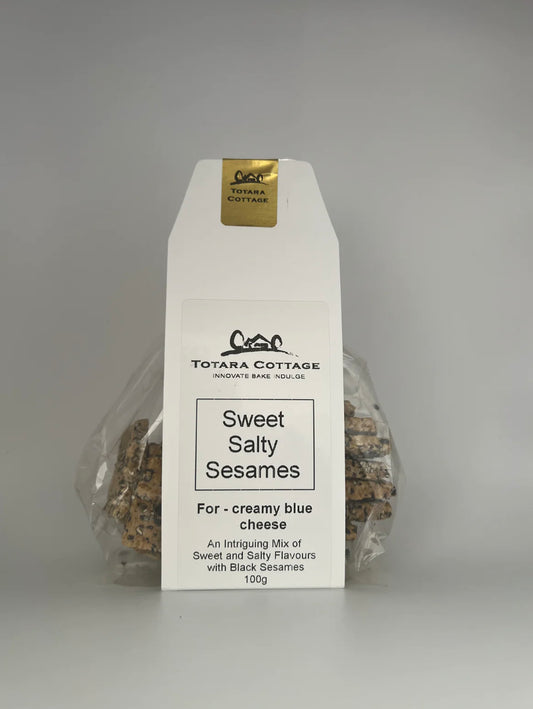 TOTARA
COTTAGE
TOTARA COTTAGE
INNOVATE BAKE INDULGE
Sweet
Salty
Sesames
For - creamy blue
cheese
An Intriguing Mix of
Sweet and Salty Flavours
with Black Sesames
100g